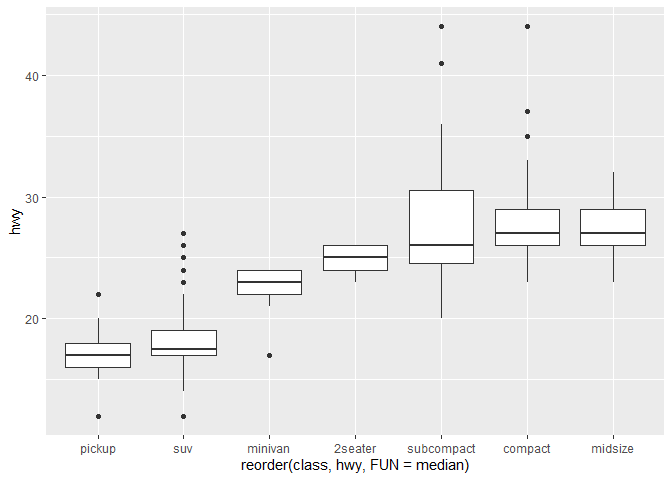 40
30
20
hwy
pickup suv minivan 2seater subcompact compact midsize
reorder(class, hwy, FUN = median)